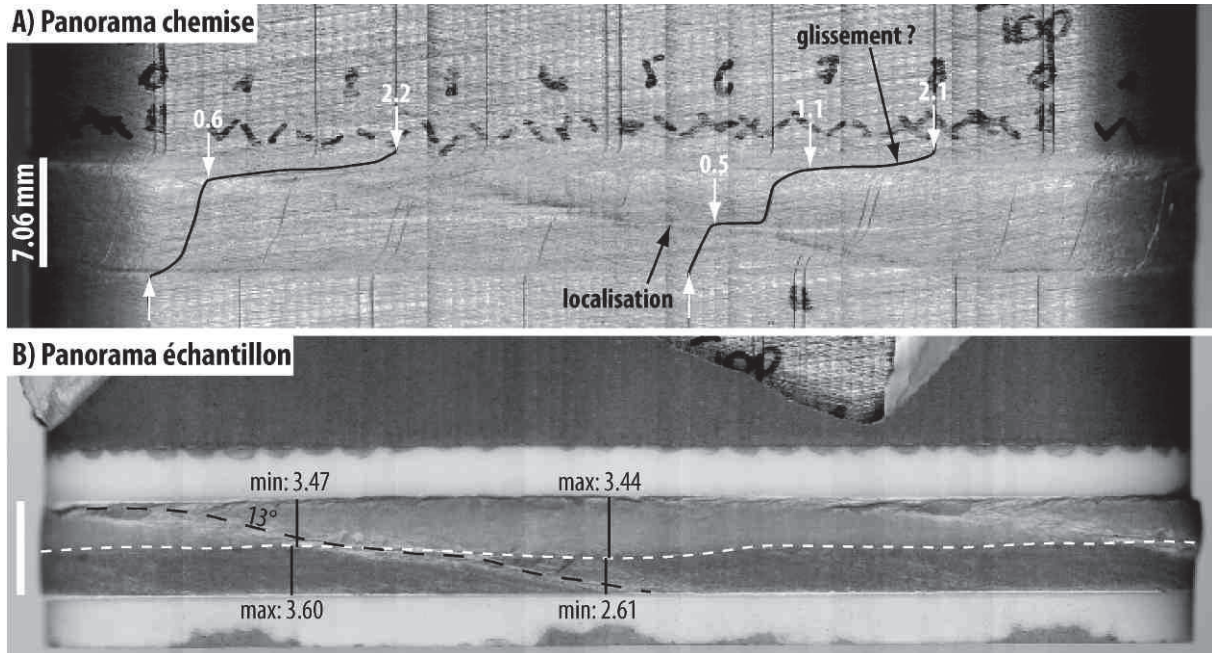 A) Panorama chemise
glissement ?
0.6
2.2
0.5
1.1
2.1
7.06 mm
localisation
B) Panorama échantillon
min: 3.47
max: 3.44
13°
max: 3.60
min: 2.61